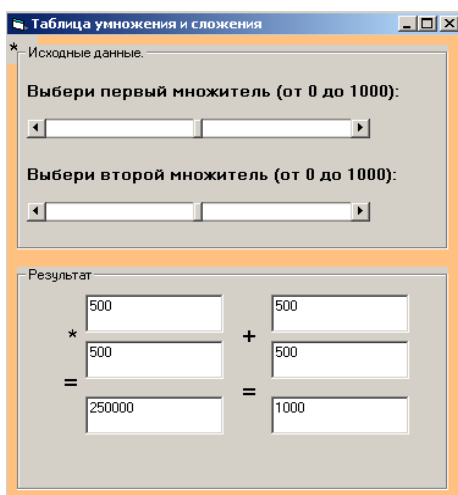 Таблица умножения и сложения
*
Исходные данные.
Выбери первый множитель (от 0 до 1000):
Выбери второй множитель (от 0 до 1000):
Результат
500 500
* +
500 500
= =
250000 1000